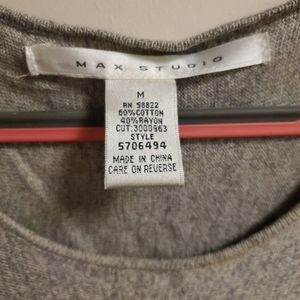 MAX STUDIO
M
RN 58822
60%COTTON
40%RAYON
CUT:3000963
STYLE
5706494
MADE IN CHINA
CARE ON REVERSE